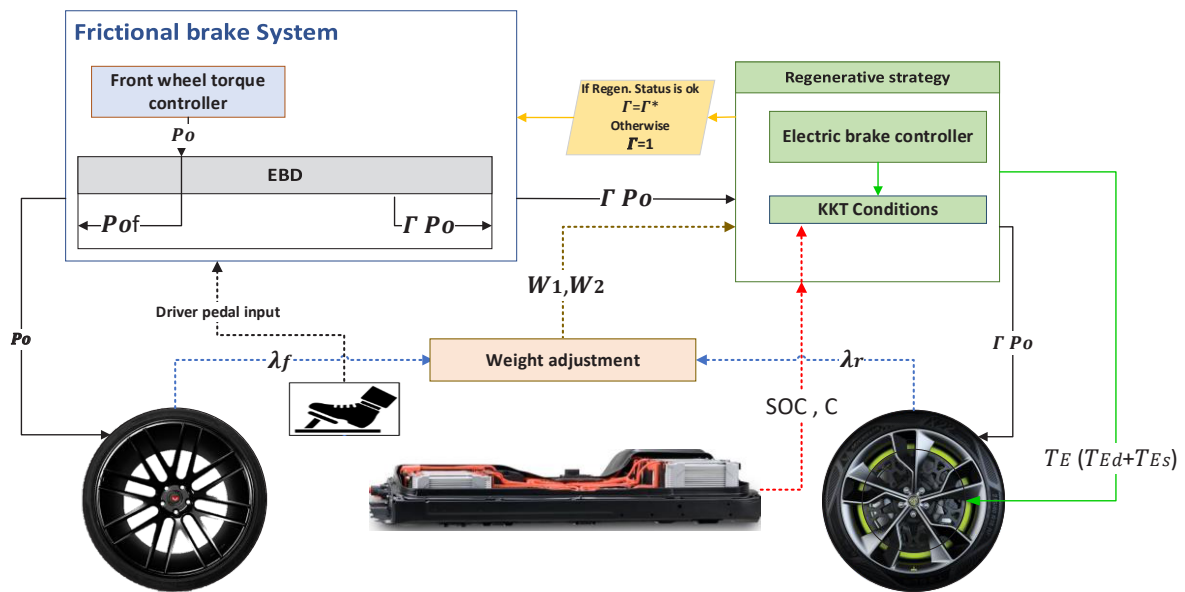 Frictional brake System
Front wheel torque
controller
Po
EBD
Pof
Γ Po
If Regen. Status is ok
Γ=Γ*
Otherwise
Γ=1
Regenerative strategy
Electric brake controller
KKT Conditions
Γ Po
W1,W2
Driver pedal input
Po
λf
Weight adjustment
λr
Γ Po
SOC , C
TE (TEd+TEs)